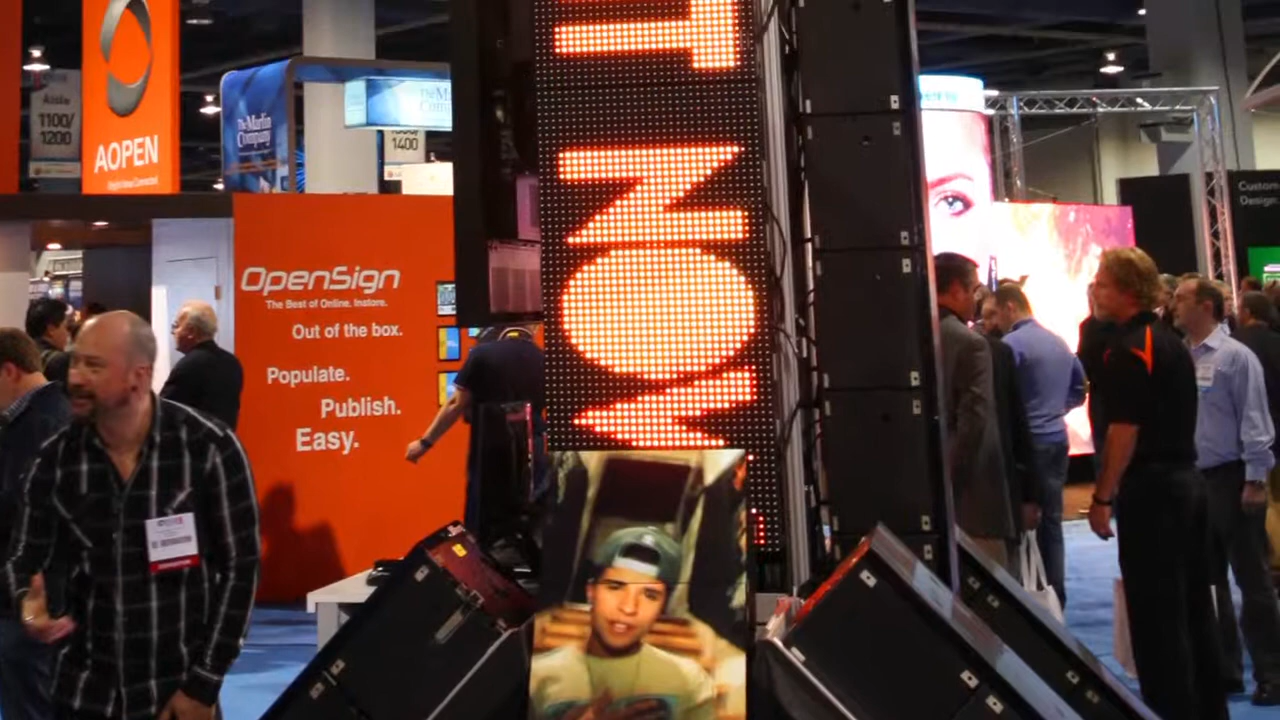 Aisle
1100/
1200
AOPEN
The Marlin
Company
1400
OpenSign
The Best of Online. Instore.
Out of the box.
Populate.
Publish.
Easy.
Custom
Design